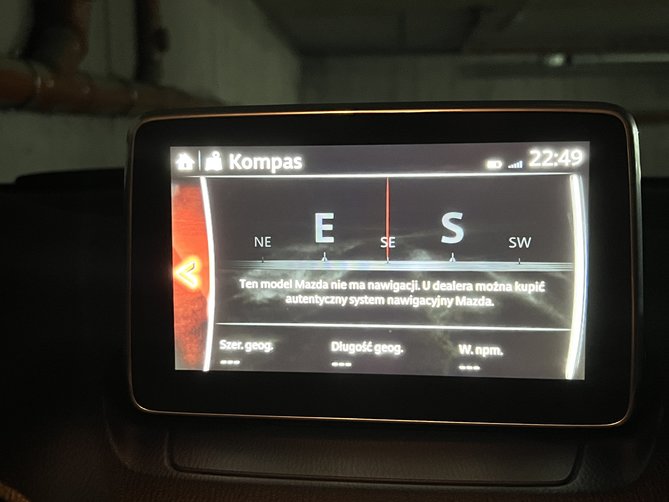 Kompas 22:49
NE E SE S SW
Ten model Mazda nie ma nawigacji. U dealera można kupić
autentyczny system nawigacyjny Mazda.
Szer. geog. Długość geog. W. npm.
--- --- ---